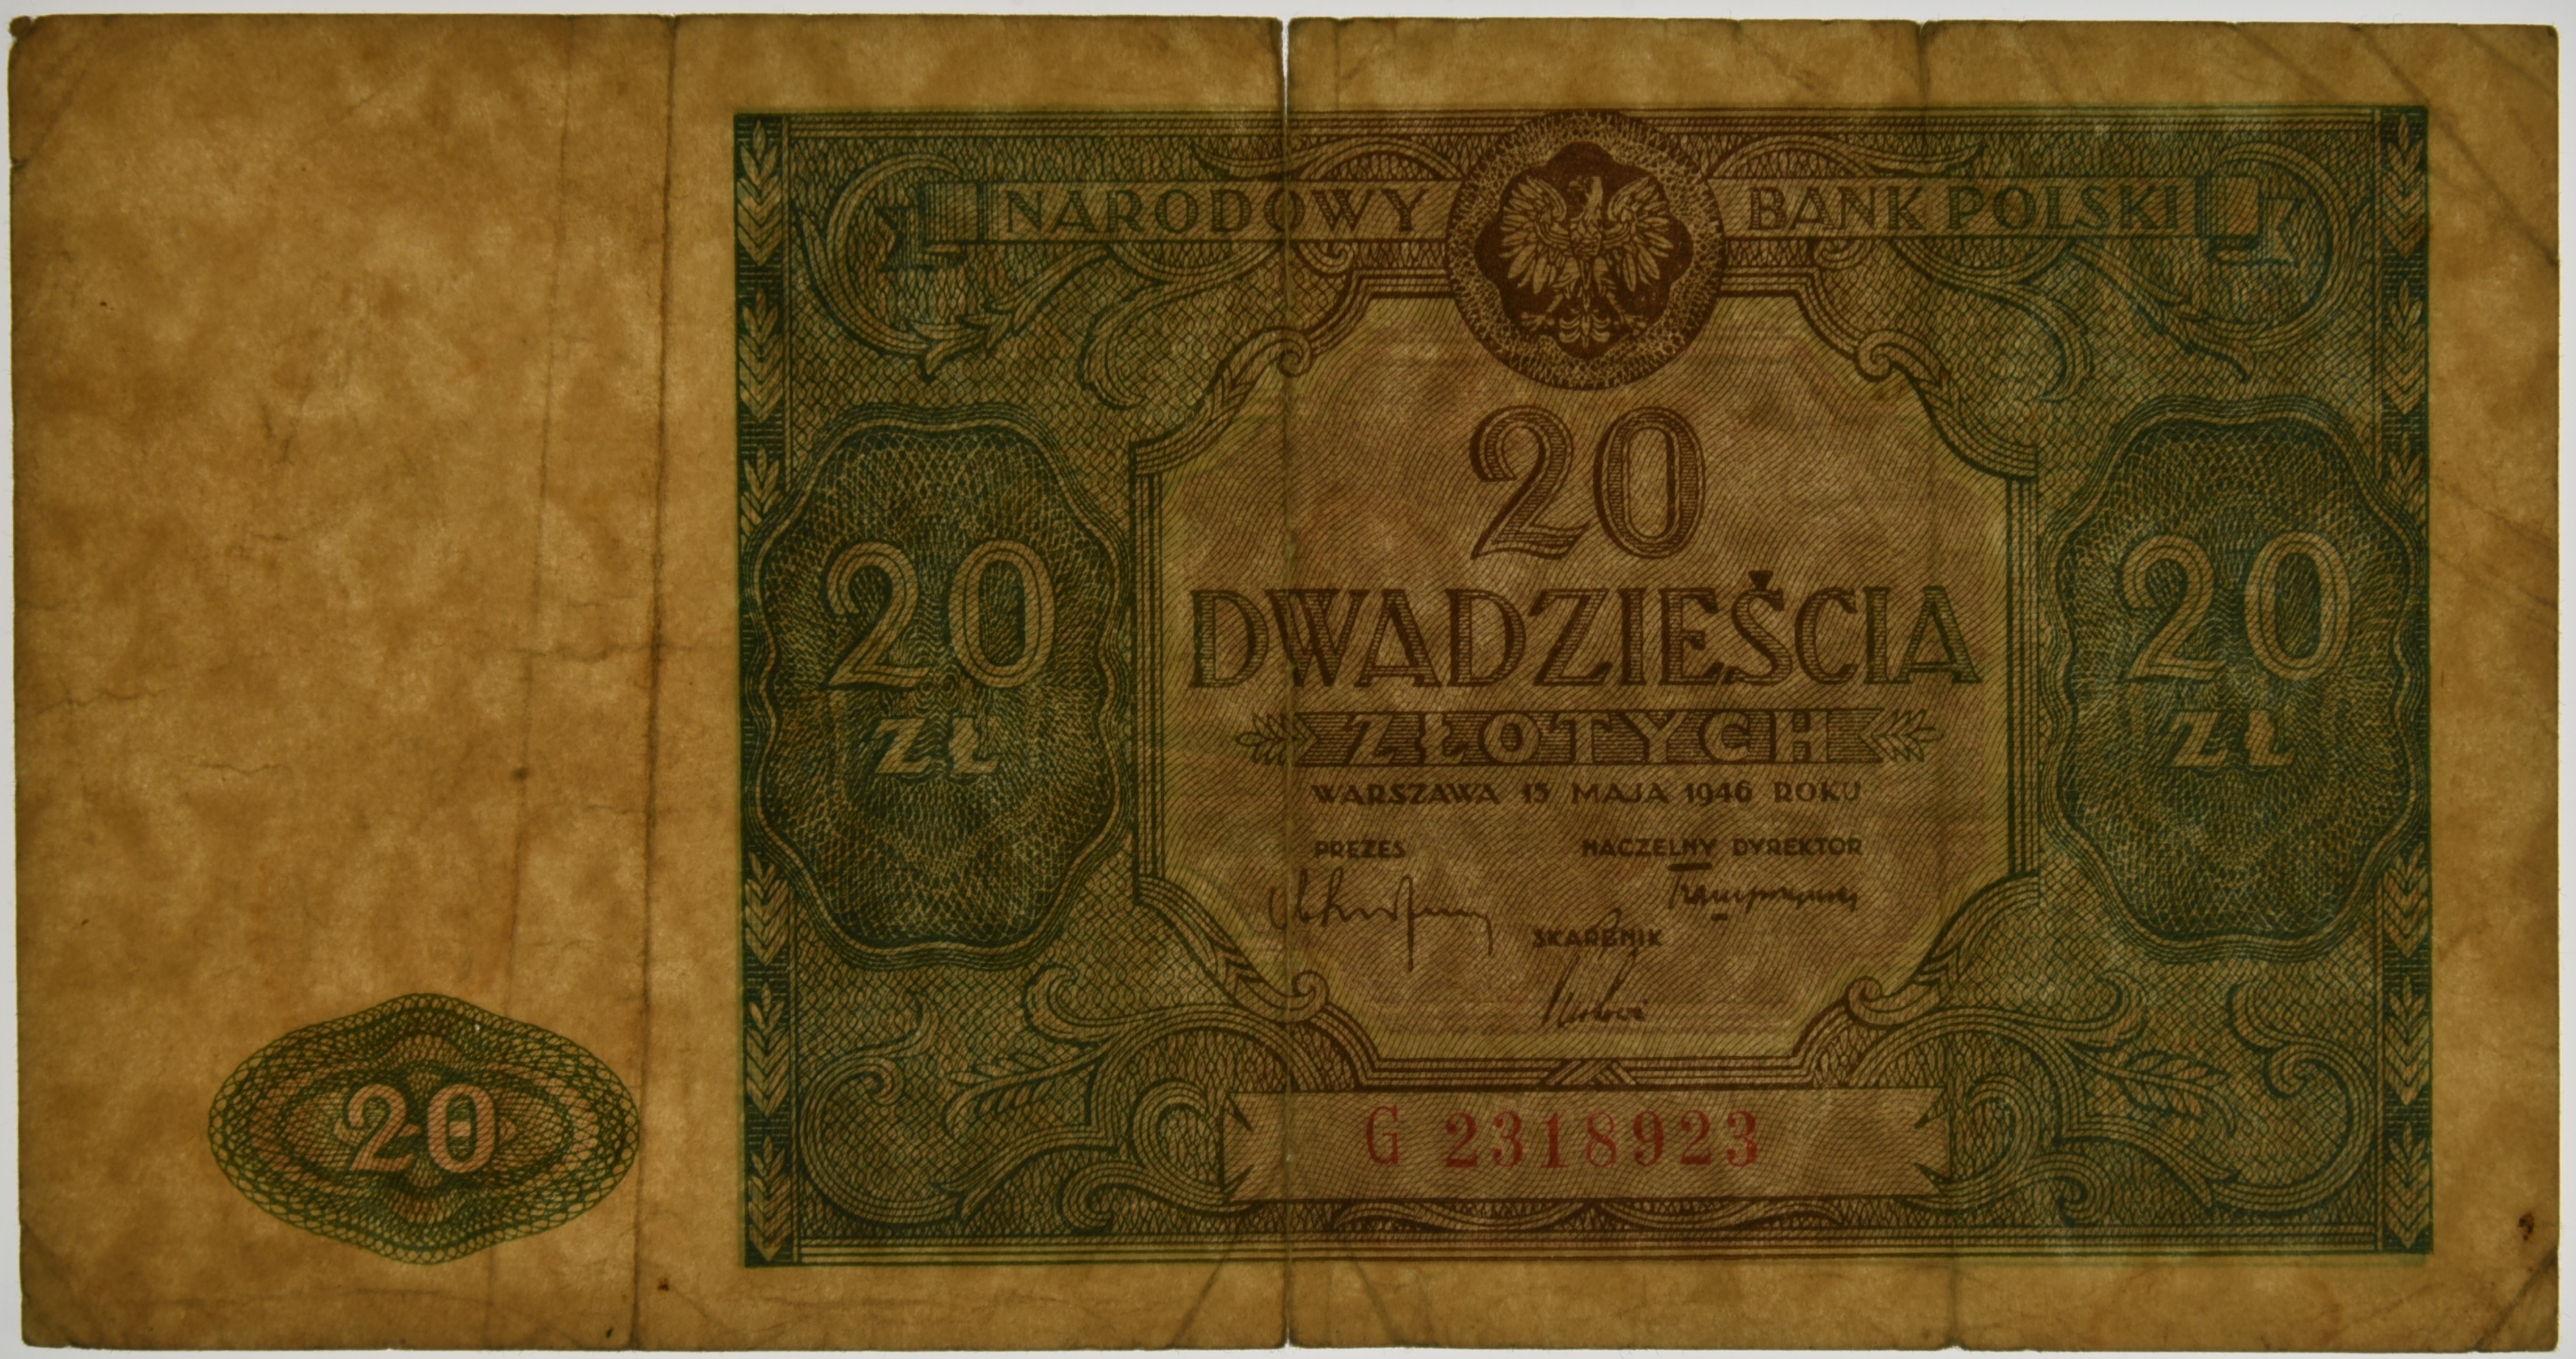 NARODOWY BANK POLSKI
20
DWADZIEŚCIA
20 ZŁ
20 ZŁ
ZŁOTYCH
WARSZAWA 15 MAJA 1946 ROKU
PREZES NACZELNY DYREKTOR
SKARBNIK
G 2318923
20